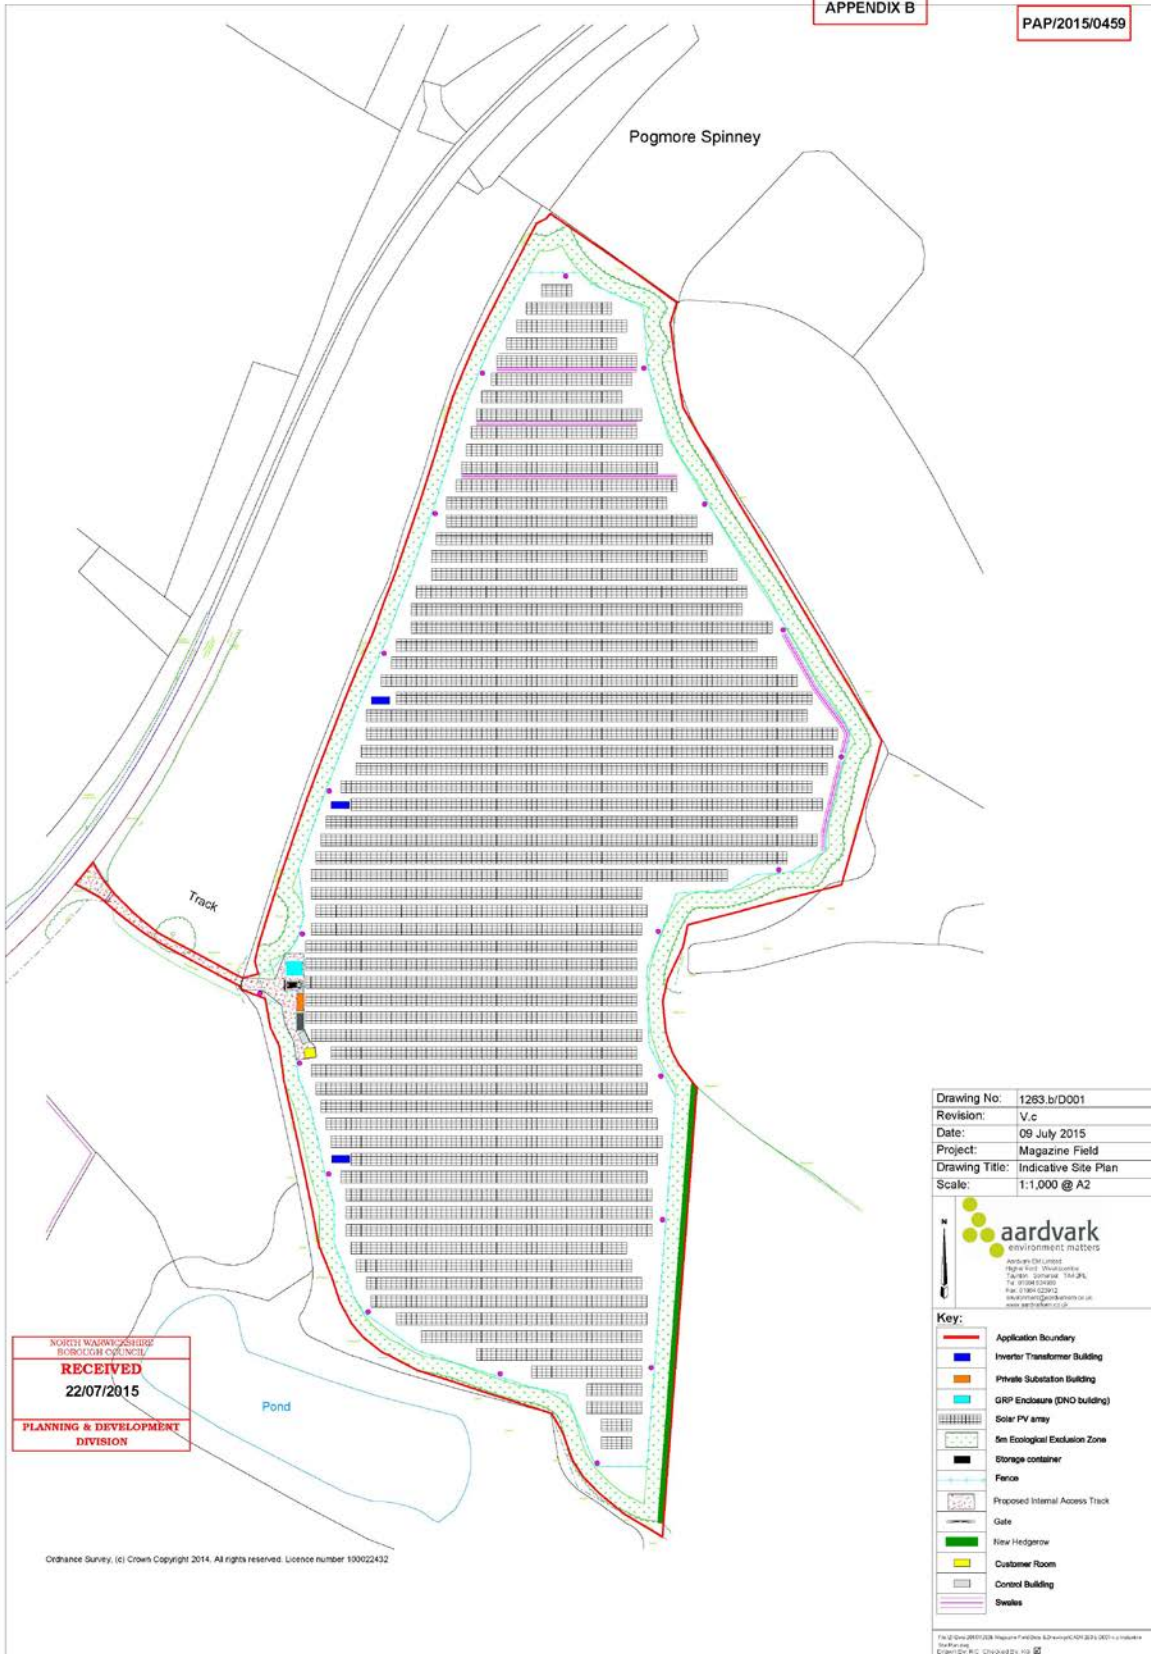 APPENDIX B
PAP/2015/0459
Pogmore Spinney
Track
Pond
NORTH WARWICKSHIRE
BOROUGH COUNCIL
RECEIVED
22/07/2015
PLANNING & DEVELOPMENT
DIVISION
Ordnance Survey, (c) Crown Copyright 2014. All rights reserved. Licence number 100022432
Drawing No: 1263.b/D001
Revision: V.c
Date: 09 July 2015
Project: Magazine Field
Drawing Title: Indicative Site Plan
Scale: 1:1,000 @ A2
N
aardvark
environment matters
Aardvark EM Limited
Key:
Application Boundary
Inverter Transformer Building
Private Substation Building
GRP Enclosure (DNO building)
Solar PV array
5m Ecological Exclusion Zone
Storage container
Fence
Proposed Internal Access Track
Gate
New Hedgerow
Customer Room
Control Building
Swales